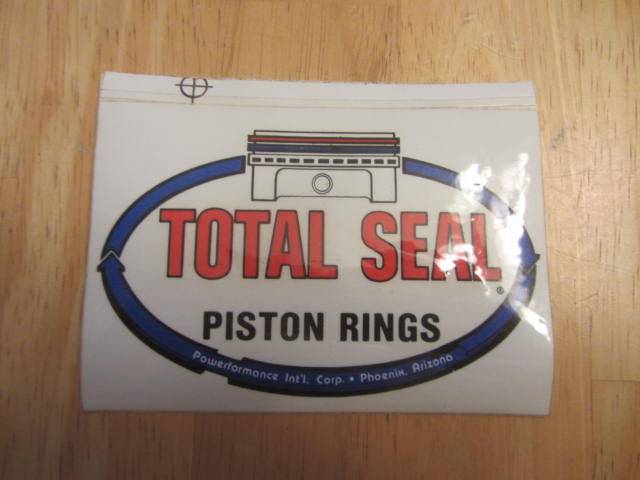 TOTAL SEAL
®
PISTON RINGS
Powerformance Int'l. Corp. • Phoenix, Arizona